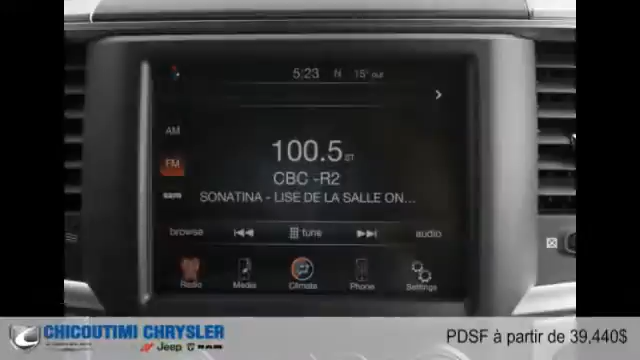 5:23 N 15° out
AM
100.5 ST
FM
CBC -R2
SONATINA - LISE DE LA SALLE ON...
browse tune audio
Radio Media Climate Phone Settings
CHICOUTIMI CHRYSLER
Jeep RAM
PDSF à partir de 39,440$